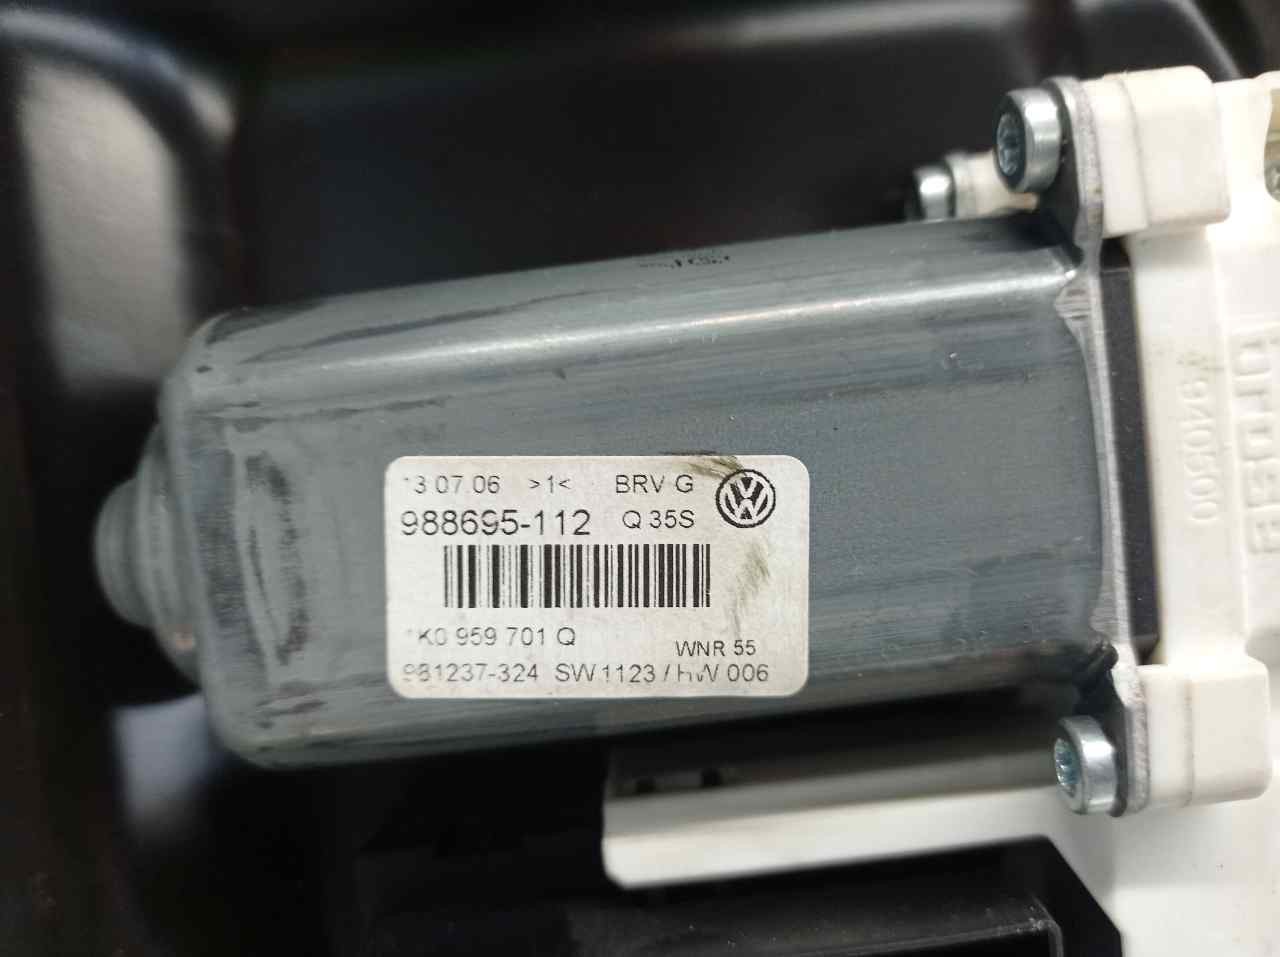 13 07.06 >1< BRV G
988695-112 Q 35S
1K0 959 701 Q
WNR 55
981237-324 SW 1123 / HW 006
940500